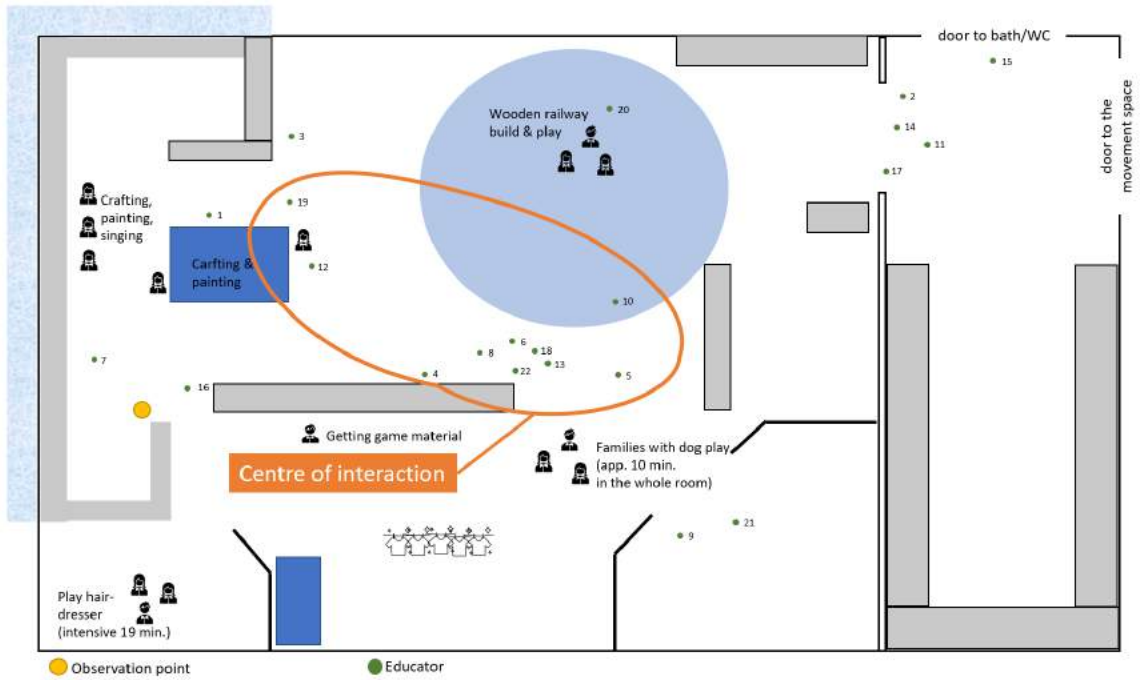 door to bath/WC
15
2
door to the
movement space
Wooden railway
build & play
20
14
3
11
17
Crafting,
painting,
singing
19
1
12
Carfting &
painting
10
6
8
18
7
13
22
4
5
16
Getting game material
Families with dog play
(app. 10 min.
in the whole room)
Centre of interaction
21
9
Play hair-
dresser
(intensive 19 min.)
Observation point
Educator